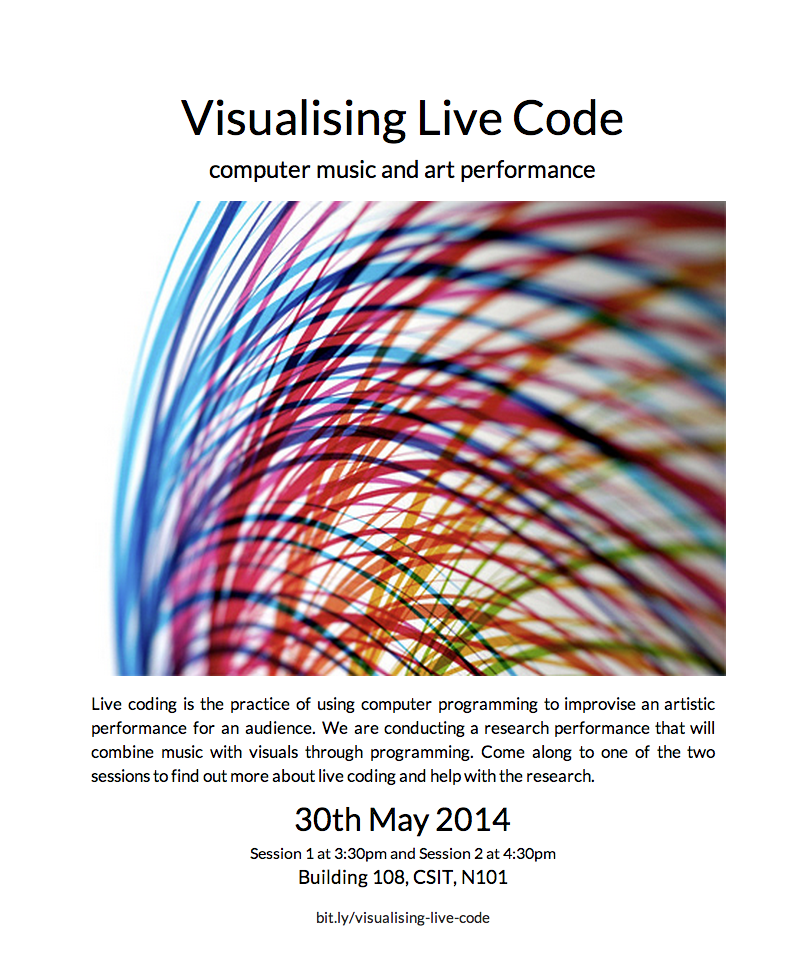 Visualising Live Code
computer music and art performance
Live coding is the practice of using computer programming to improvise an artistic
performance for an audience. We are conducting a research performance that will
combine music with visuals through programming. Come along to one of the two
sessions to find out more about live coding and help with the research.
30th May 2014
Session 1 at 3:30pm and Session 2 at 4:30pm
Building 108, CSIT, N101
bit.ly/visualising-live-code